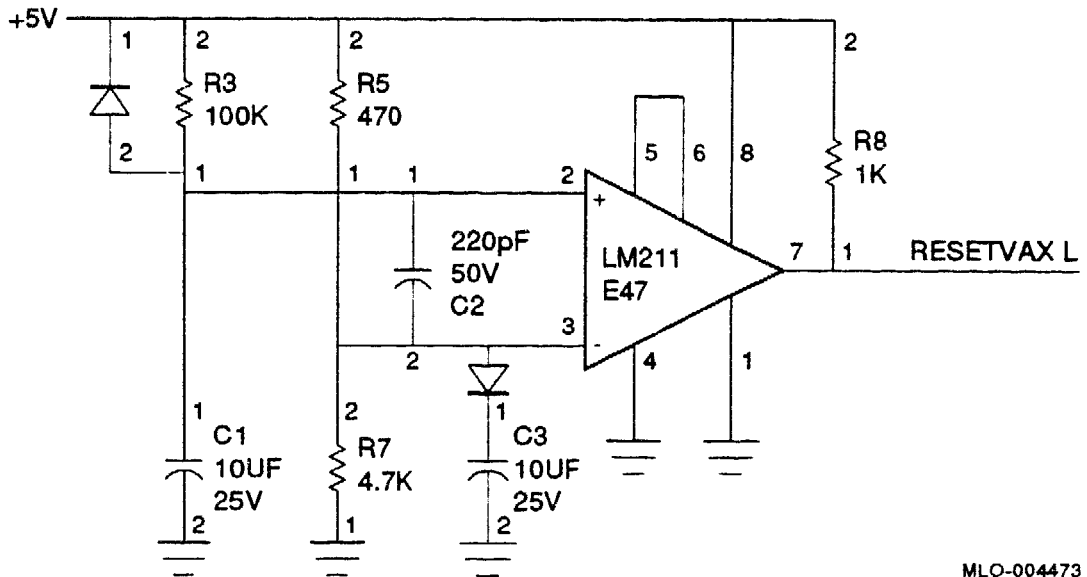 +5V
1
2
2
2
R3
100K
R5
470
R8
1K
5
6
8
2
1
1
1
2
+
220pF
50V
C2
LM211
E47
7
1
RESETVAX L
3
-
2
4
1
1
2
1
C1
10UF
25V
R7
4.7K
C3
10UF
25V
2
1
2
MLO-004473